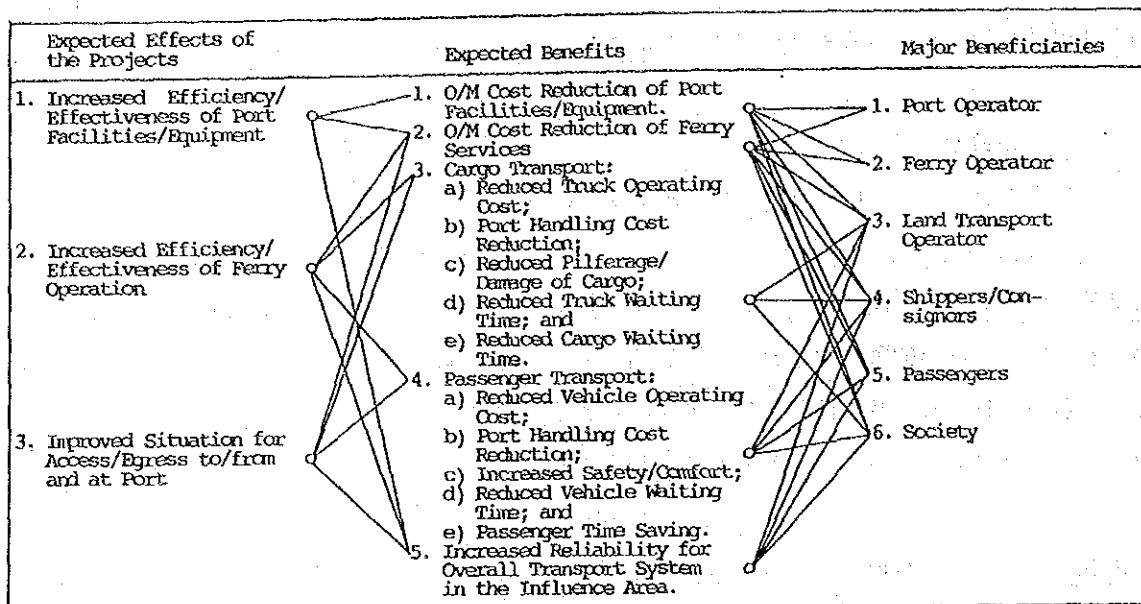 Expected Effects of
the Projects
Expected Benefits
Major Beneficiaries
1. Increased Efficiency/
Effectiveness of Port
Facilities/Equipment
2. Increased Efficiency/
Effectiveness of Ferry
Operation
3. Improved Situation for
Access/Egress to/from
and at Port
1. O/M Cost Reduction of Port
Facilities/Equipment.
2. O/M Cost Reduction of Ferry
Services
3. Cargo Transport:
a) Reduced Truck Operating
Cost;
b) Port Handling Cost
Reduction;
c) Reduced Pilferage/
Damage of Cargo;
d) Reduced Truck Waiting
Time; and
e) Reduced Cargo Waiting
Time.
4. Passenger Transport:
a) Reduced Vehicle Operating
Cost;
b) Port Handling Cost
Reduction;
c) Increased Safety/Comfort;
d) Reduced Vehicle Waiting
Time; and
e) Passenger Time Saving.
5. Increased Reliability for
Overall Transport System
in the Influence Area.
1. Port Operator
2. Ferry Operator
3. Land Transport
Operator
4. Shippers/Con-
signors
5. Passengers
6. Society